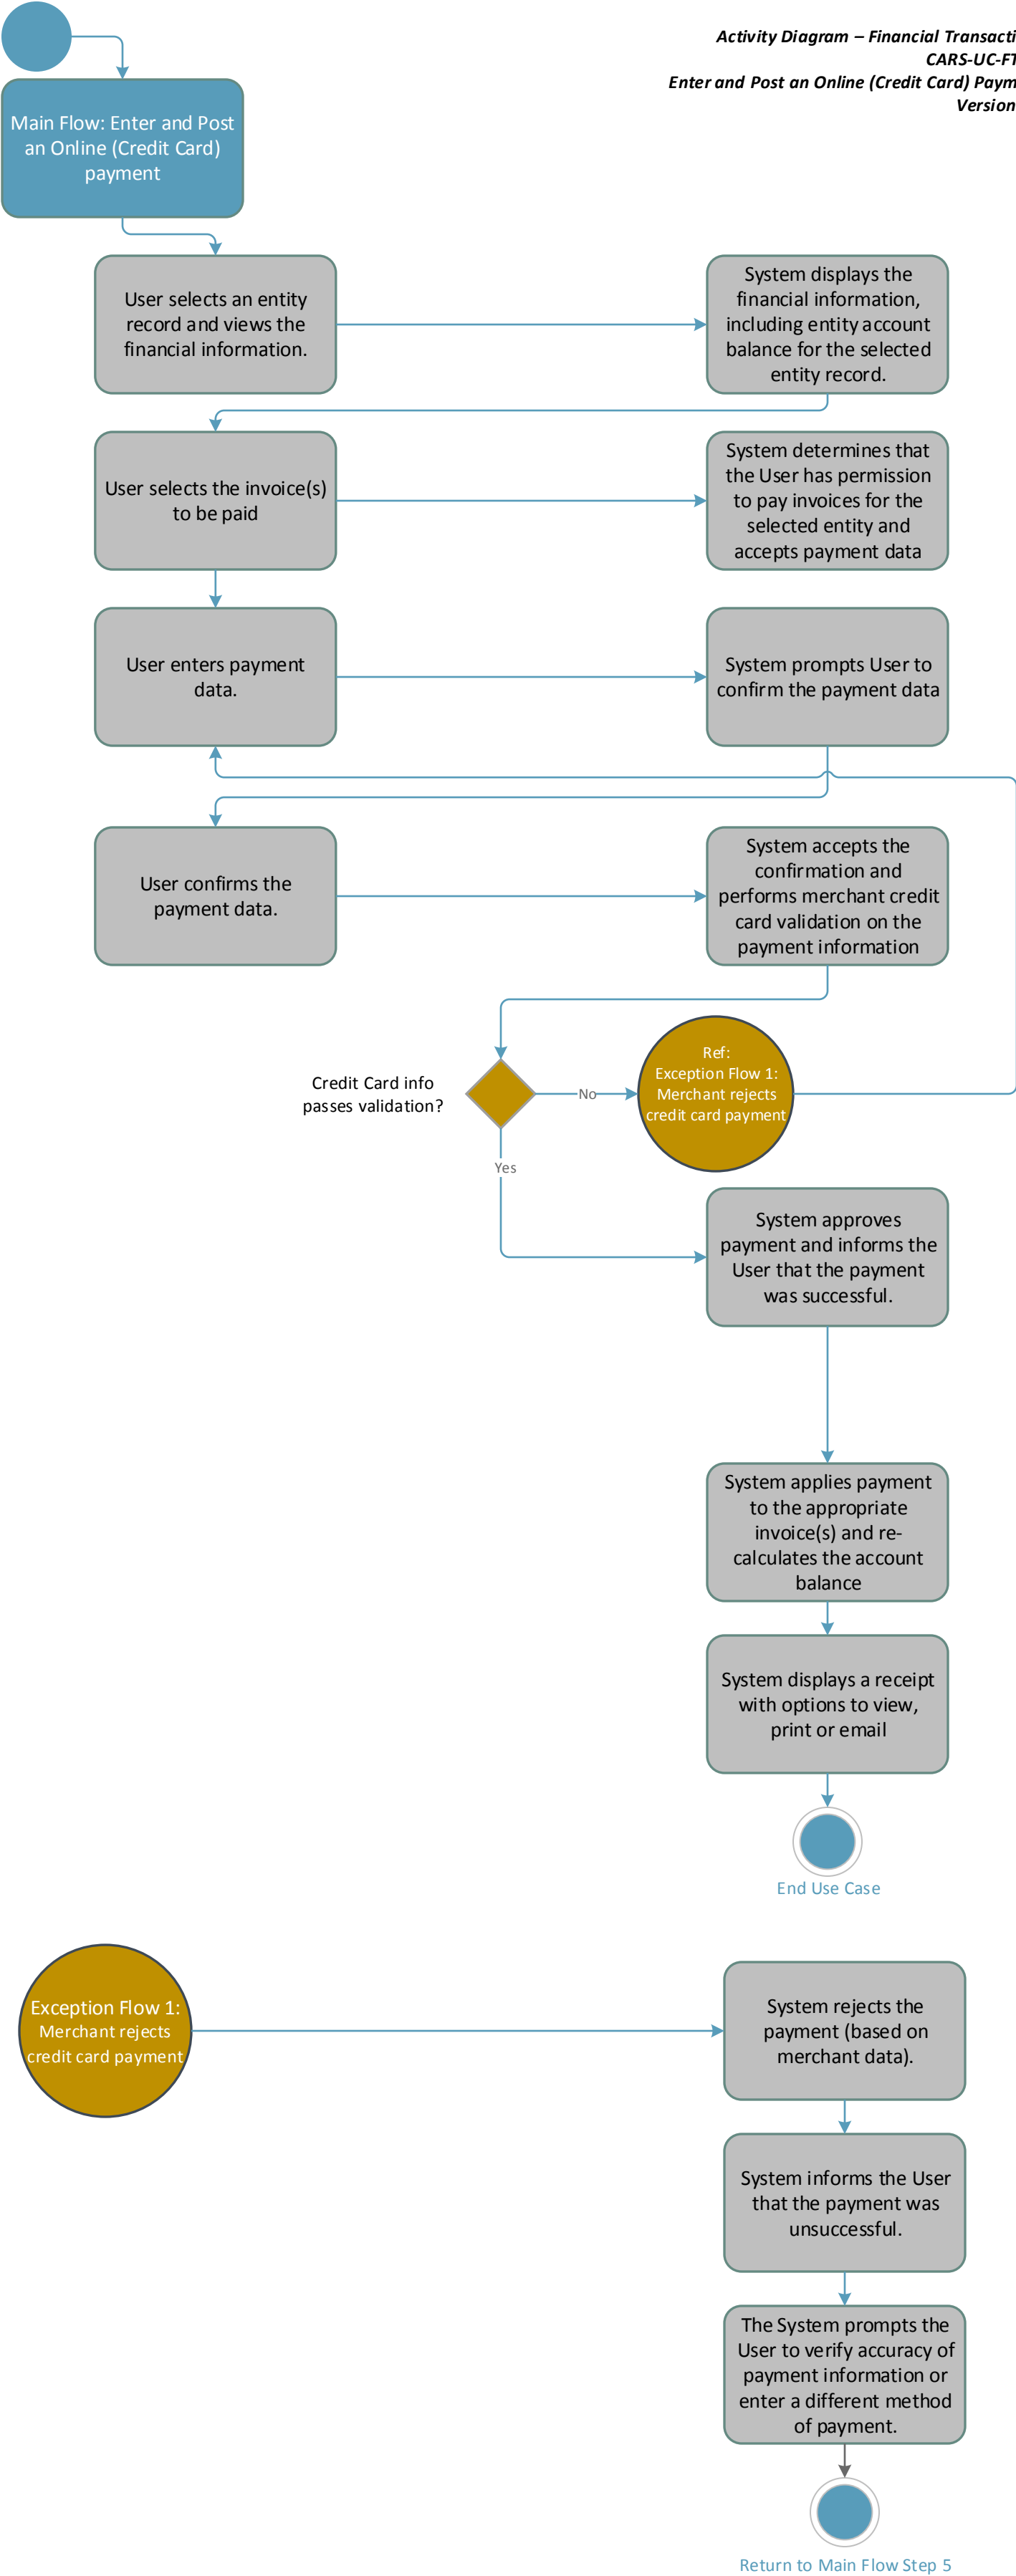 Activity Diagram – Financial Transacti
CARS-UC-FT
Enter and Post an Online (Credit Card) Paym
Version
Main Flow: Enter and Post
an Online (Credit Card)
payment
User selects an entity
record and views the
financial information.
System displays the
financial information,
including entity account
balance for the selected
entity record.
User selects the invoice(s)
to be paid
System determines that
the User has permission
to pay invoices for the
selected entity and
accepts payment data
User enters payment
data.
System prompts User to
confirm the payment data
User confirms the
payment data.
System accepts the
confirmation and
performs merchant credit
card validation on the
payment information
Credit Card info
passes validation?
No
Ref:
Exception Flow 1:
Merchant rejects
credit card payment
Yes
System approves
payment and informs the
User that the payment
was successful.
System applies payment
to the appropriate
invoice(s) and re-
calculates the account
balance
System displays a receipt
with options to view,
print or email
End Use Case
Exception Flow 1:
Merchant rejects
credit card payment
System rejects the
payment (based on
merchant data).
System informs the User
that the payment was
unsuccessful.
The System prompts the
User to verify accuracy of
payment information or
enter a different method
of payment.
Return to Main Flow Step 5